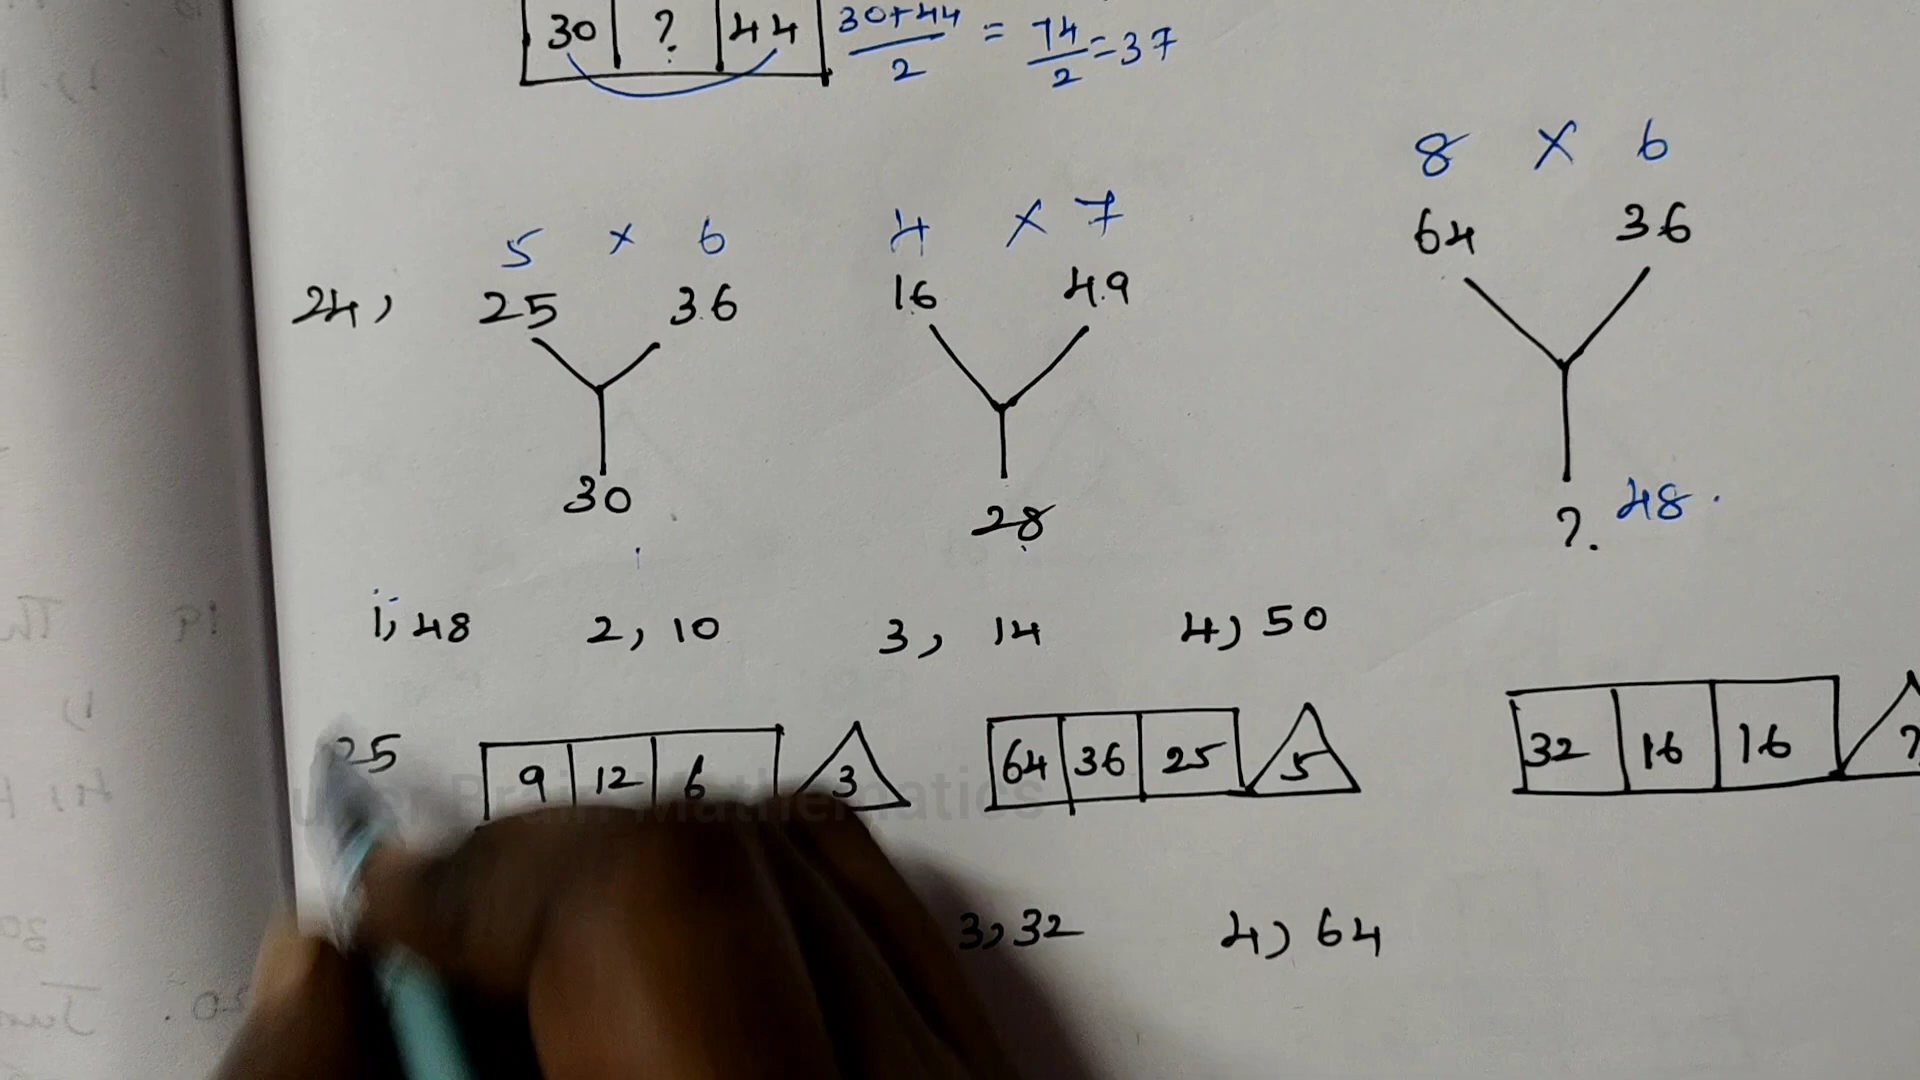 30 ? 44 30+44/2 = 74/2 = 37
8 × 6
5 × 6 4 × 7 64 36
24, 25 36 16 49
30 28 ? 48.
1, 48 2, 10 3, 14 4) 50
25 9 12 6 3 64 36 25 5 32 16 16 ?
Brain Mathematics
3, 32 4) 64